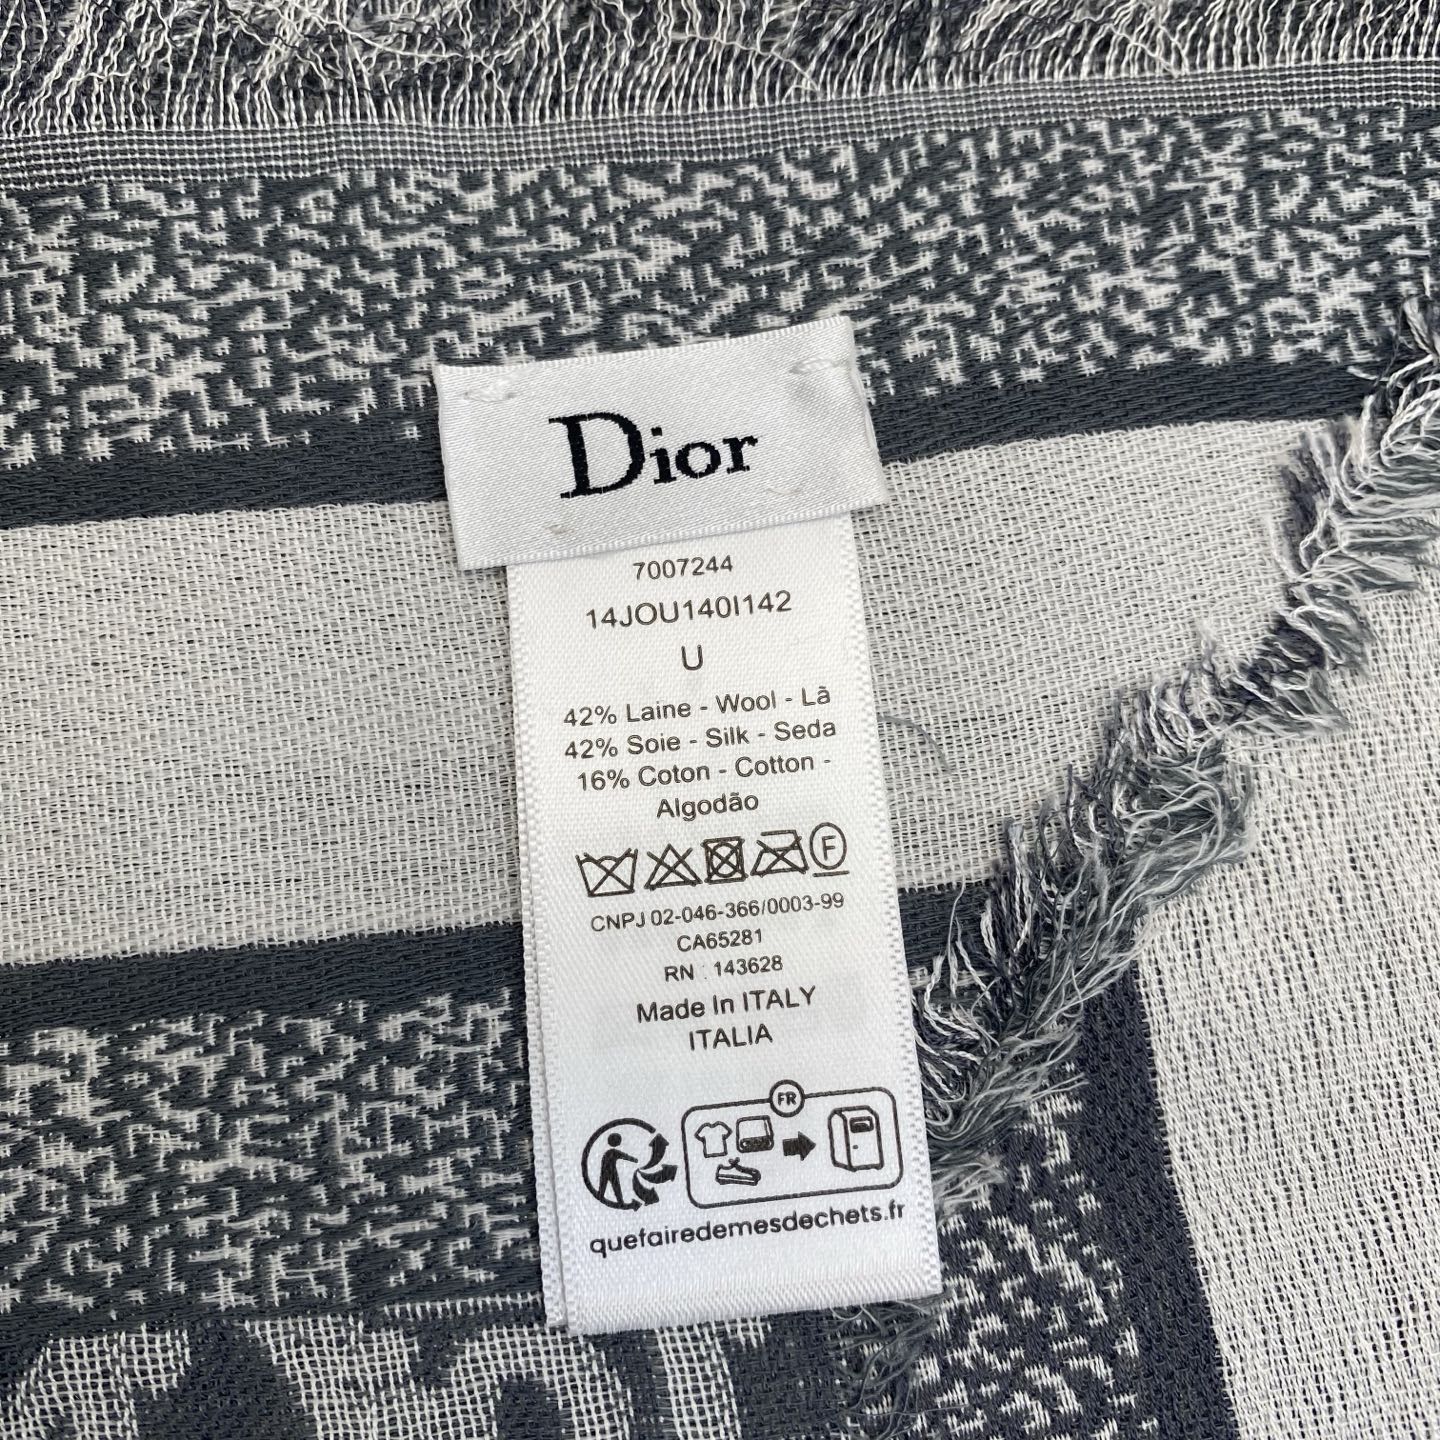 Dior
7007244
14JOU140I142
U
42% Laine - Wool - Lã
42% Soie - Silk - Seda
16% Coton - Cotton -
Algodão
F
CNPJ 02-046-366/0003-99
CA65281
RN : 143628
Made In ITALY
ITALIA
FR
quefairedemesdechets.fr